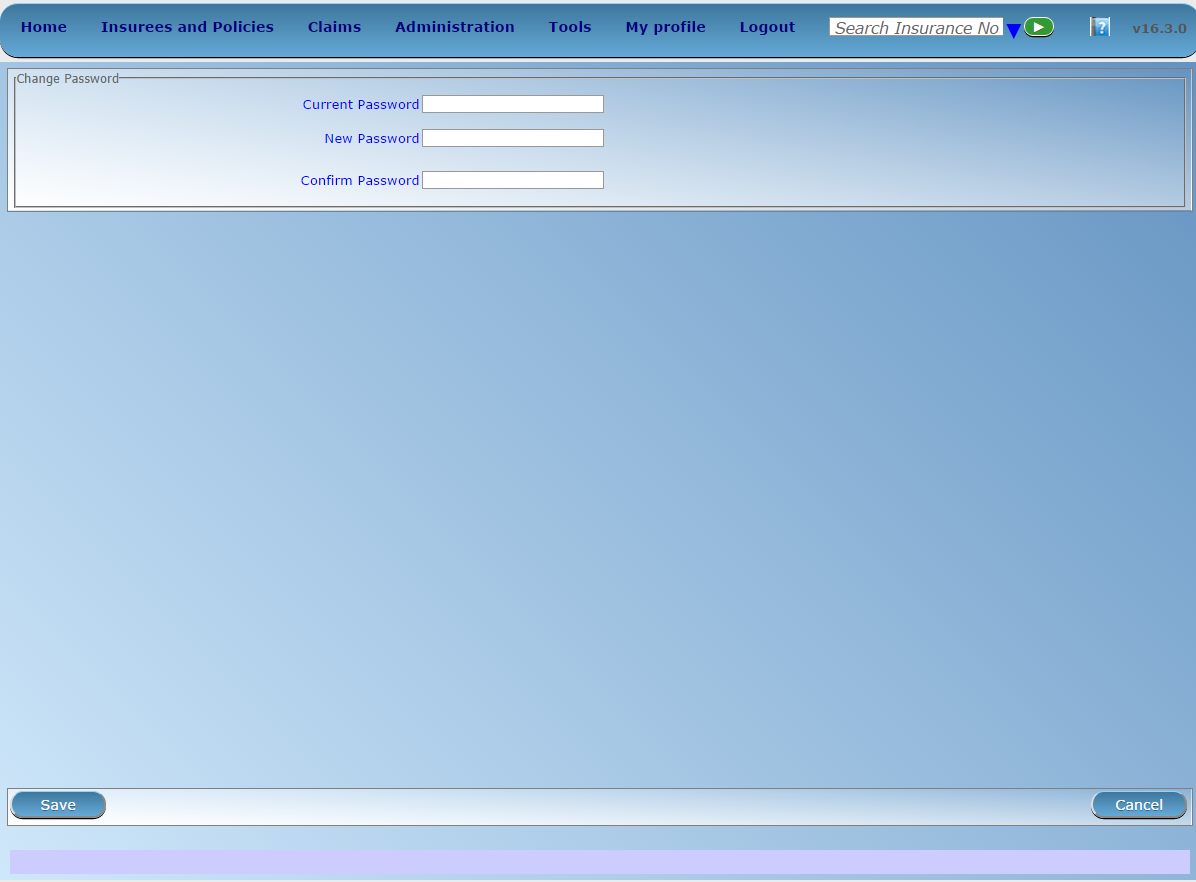 Home Insurees and Policies Claims Administration Tools My profile Logout Search Insurance No ? v16.3.0
Change Password
Current Password
New Password
Confirm Password
Save Cancel